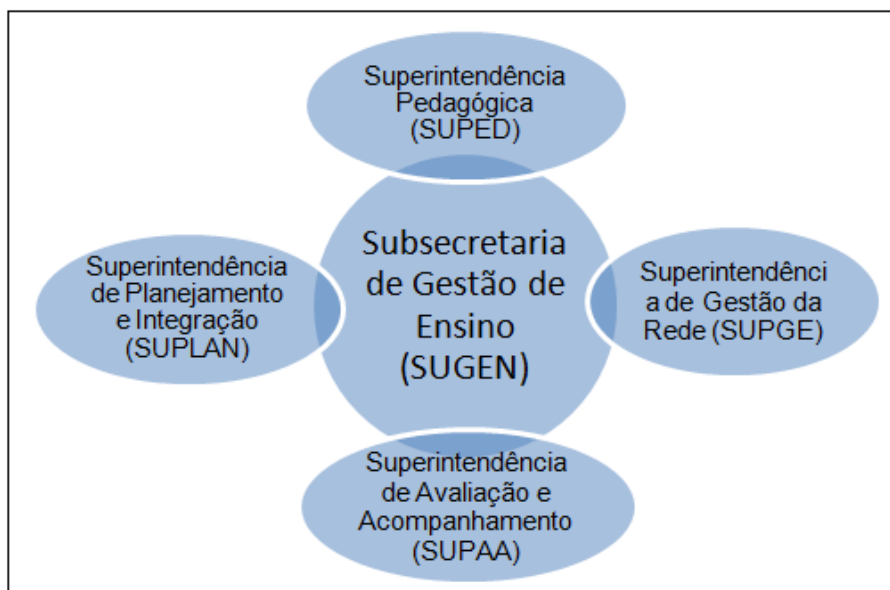 Superintendência
Pedagógica
(SUPED)
Superintendência
de Planejamento
e Integração
(SUPLAN)
Subsecretaria
de Gestão de
Ensino
(SUGEN)
Superintendênci
a de Gestão da
Rede (SUPGE)
Superintendência
de Avaliação e
Acompanhamento
(SUPAA)